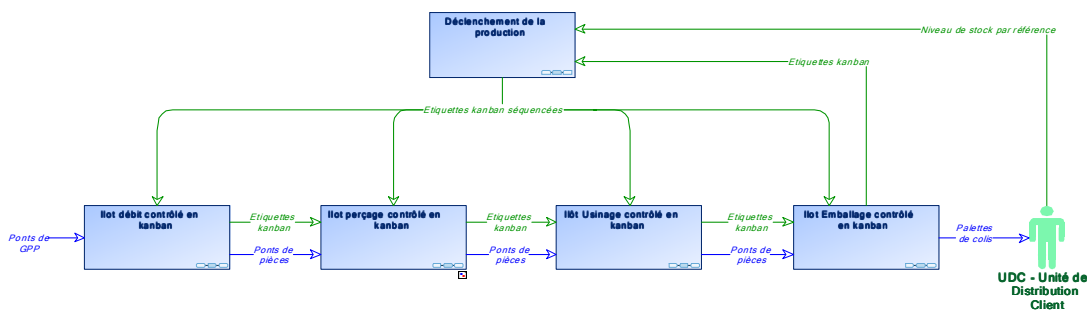 Déclenchement de la
production
Niveau de stock par référence
Etiquettes kanban
Etiquettes kanban séquencées
Ilot débit contrôlé en
kanban
Etiquettes
kanban
Ilot perçage contrôlé en
kanban
Etiquettes
kanban
Ilôt Usinage contrôlé en
kanban
Etiquettes
kanban
Ilot Emballage contrôlé
en kanban
Ponts de
GPP
Ponts de
pièces
Ponts de
pièces
Ponts de
pièces
Palettes
de colis
UDC - Unité de
Distribution
Client